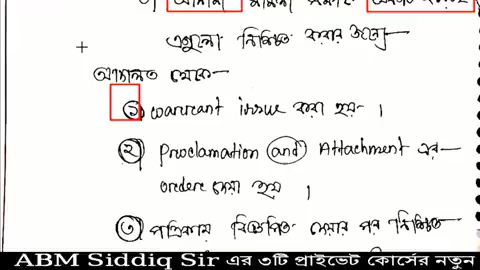 এগুলো নিশ্চিত করার জন্যে
আদালত থেকে—
১) warrant issue করা হয়।
২) Proclamation and Attachment এর—
order দেয়া হয়।
৩) পত্রিকায় বিজ্ঞপ্তি দেয়ার পর নিশ্চিত
ABM Siddiq Sir এর ৩টি প্রাইভেট কোর্সের নতুন